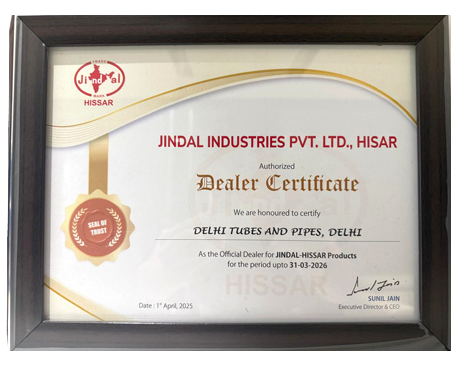 Jindal
HISSAR
JINDAL INDUSTRIES PVT. LTD., HISAR
Authorized
Dealer Certificate
We are honoured to certify
DELHI TUBES AND PIPES, DELHI
As the Official Dealer for JINDAL-HISSAR Products
for the period upto 31-03-2026
SEAL OF
TRUST
HISSAR
Date : 1st April, 2025
SUNIL JAIN
Executive Director & CEO